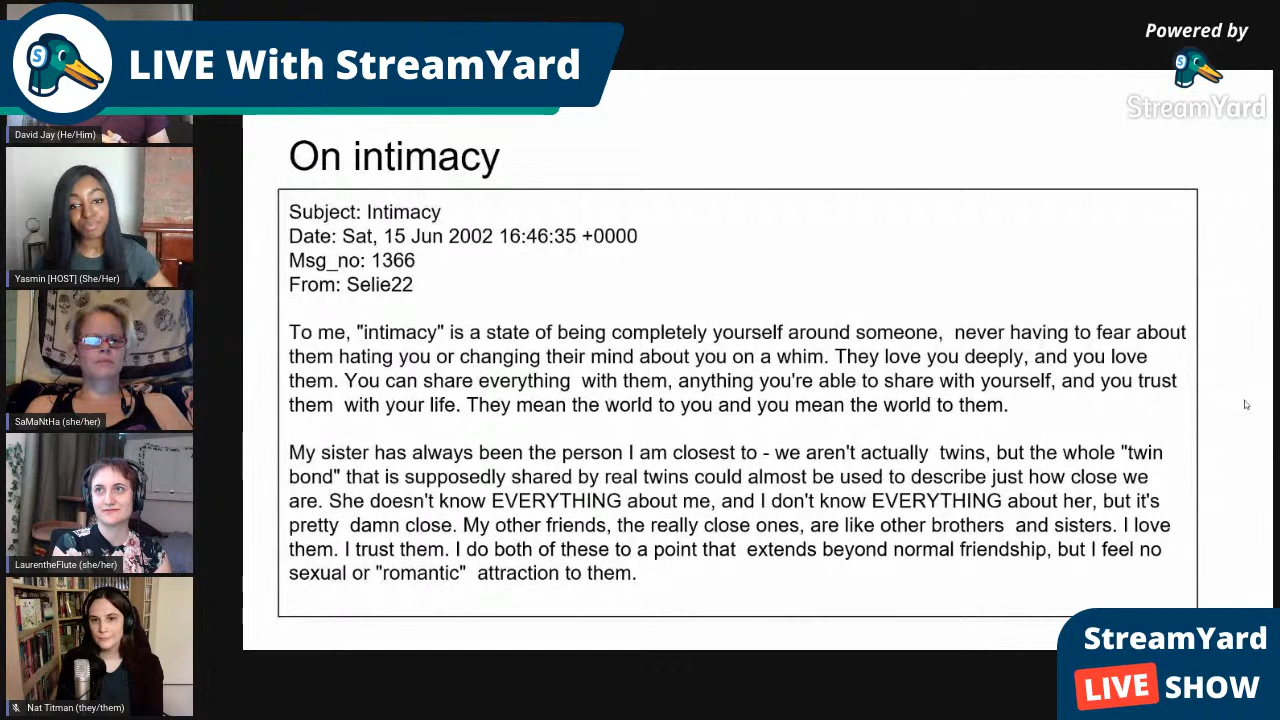 LIVE With StreamYard
Powered by
StreamYard
David Jay (He/Him)
Yasmin [HOST] (She/Her)
SaMaNtHa (she/her)
LaurentheFlute (she/her)
Nat Titman (they/them)
On intimacy
Subject: Intimacy
Date: Sat, 15 Jun 2002 16:46:35 +0000
Msg_no: 1366
From: Selie22
To me, "intimacy" is a state of being completely yourself around someone, never having to fear about
them hating you or changing their mind about you on a whim. They love you deeply, and you love
them. You can share everything with them, anything you're able to share with yourself, and you trust
them with your life. They mean the world to you and you mean the world to them.
My sister has always been the person I am closest to - we aren't actually twins, but the whole "twin
bond" that is supposedly shared by real twins could almost be used to describe just how close we
are. She doesn't know EVERYTHING about me, and I don't know EVERYTHING about her, but it's
pretty damn close. My other friends, the really close ones, are like other brothers and sisters. I love
them. I trust them. I do both of these to a point that extends beyond normal friendship, but I feel no
sexual or "romantic" attraction to them.
StreamYard
LIVE SHOW